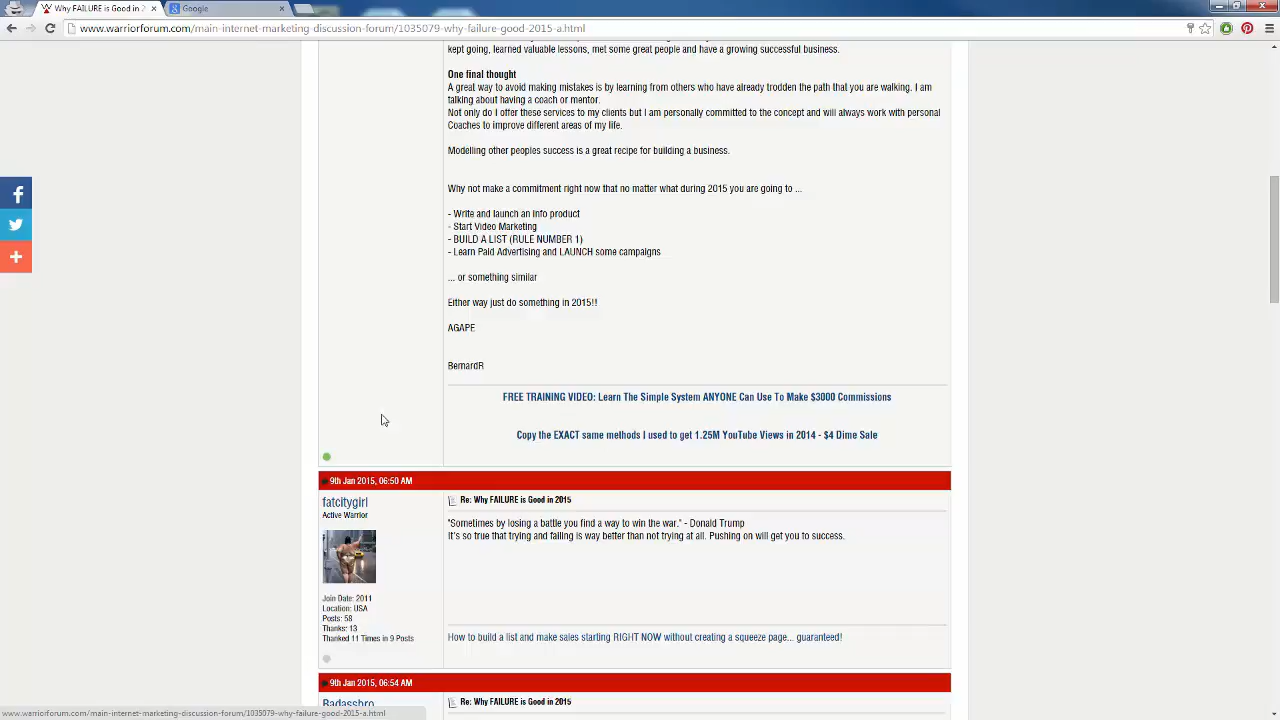 Why FAILURE is Good in 2
Google
www.warriorforum.com/main-internet-marketing-discussion-forum/1035079-why-failure-good-2015-a.html
kept going, learned valuable lessons, met some great people and have a growing successful business.
One final thought
A great way to avoid making mistakes is by learning from others who have already trodden the path that you are walking. I am
talking about having a coach or mentor.
Not only do I offer these services to my clients but I am personally committed to the concept and will always work with personal
Coaches to improve different areas of my life.
Modelling other peoples success is a great recipe for building a business.
Why not make a commitment right now that no matter what during 2015 you are going to ...
- Write and launch an info product
- Start Video Marketing
- BUILD A LIST (RULE NUMBER 1)
- Learn Paid Advertising and LAUNCH some campaigns
... or something similar
Either way just do something in 2015!!
AGAPE
BernardR
FREE TRAINING VIDEO: Learn The Simple System ANYONE Can Use To Make $3000 Commissions
Copy the EXACT same methods I used to get 1.25M YouTube Views in 2014 - $4 Dime Sale
9th Jan 2015, 06:50 AM
fatcitygirl
Active Warrior
Re: Why FAILURE is Good in 2015
"Sometimes by losing a battle you find a way to win the war." - Donald Trump
It's so true that trying and failing is way better than not trying at all. Pushing on will get you to success.
Join Date: 2011
Location: USA
Posts: 58
Thanks: 13
Thanked 11 Times in 9 Posts
How to build a list and make sales starting RIGHT NOW without creating a squeeze page... guaranteed!
9th Jan 2015, 06:54 AM
Badassbro
Re: Why FAILURE is Good in 2015
www.warriorforum.com/main-internet-marketing-discussion-forum/1035079-why-failure-good-2015-a.html